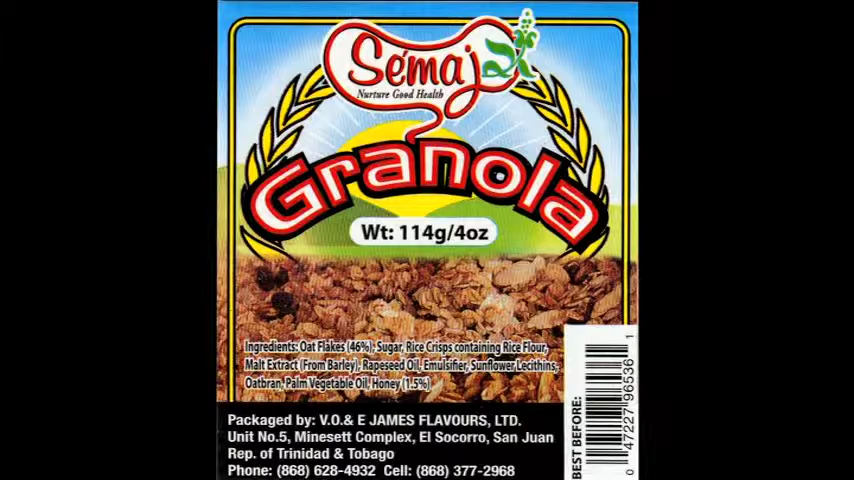 Sémaj
Nurture Good Health
Granola
Wt: 114g/4oz
Ingredients: Oat Flakes (46%), Sugar, Rice Crisps containing Rice Flour,
Malt Extract (From Barley), Rapeseed Oil, Emulsifier, Sunflower Lecithins,
Oatbran, Palm Vegetable Oil, Honey (1.5%)
Packaged by: V.O.& E JAMES FLAVOURS, LTD.
Unit No.5, Minesett Complex, El Socorro, San Juan
Rep. of Trinidad & Tobago
Phone: (868) 628-4932 Cell: (868) 377-2968
BEST BEFORE:
0 47227 96536 1